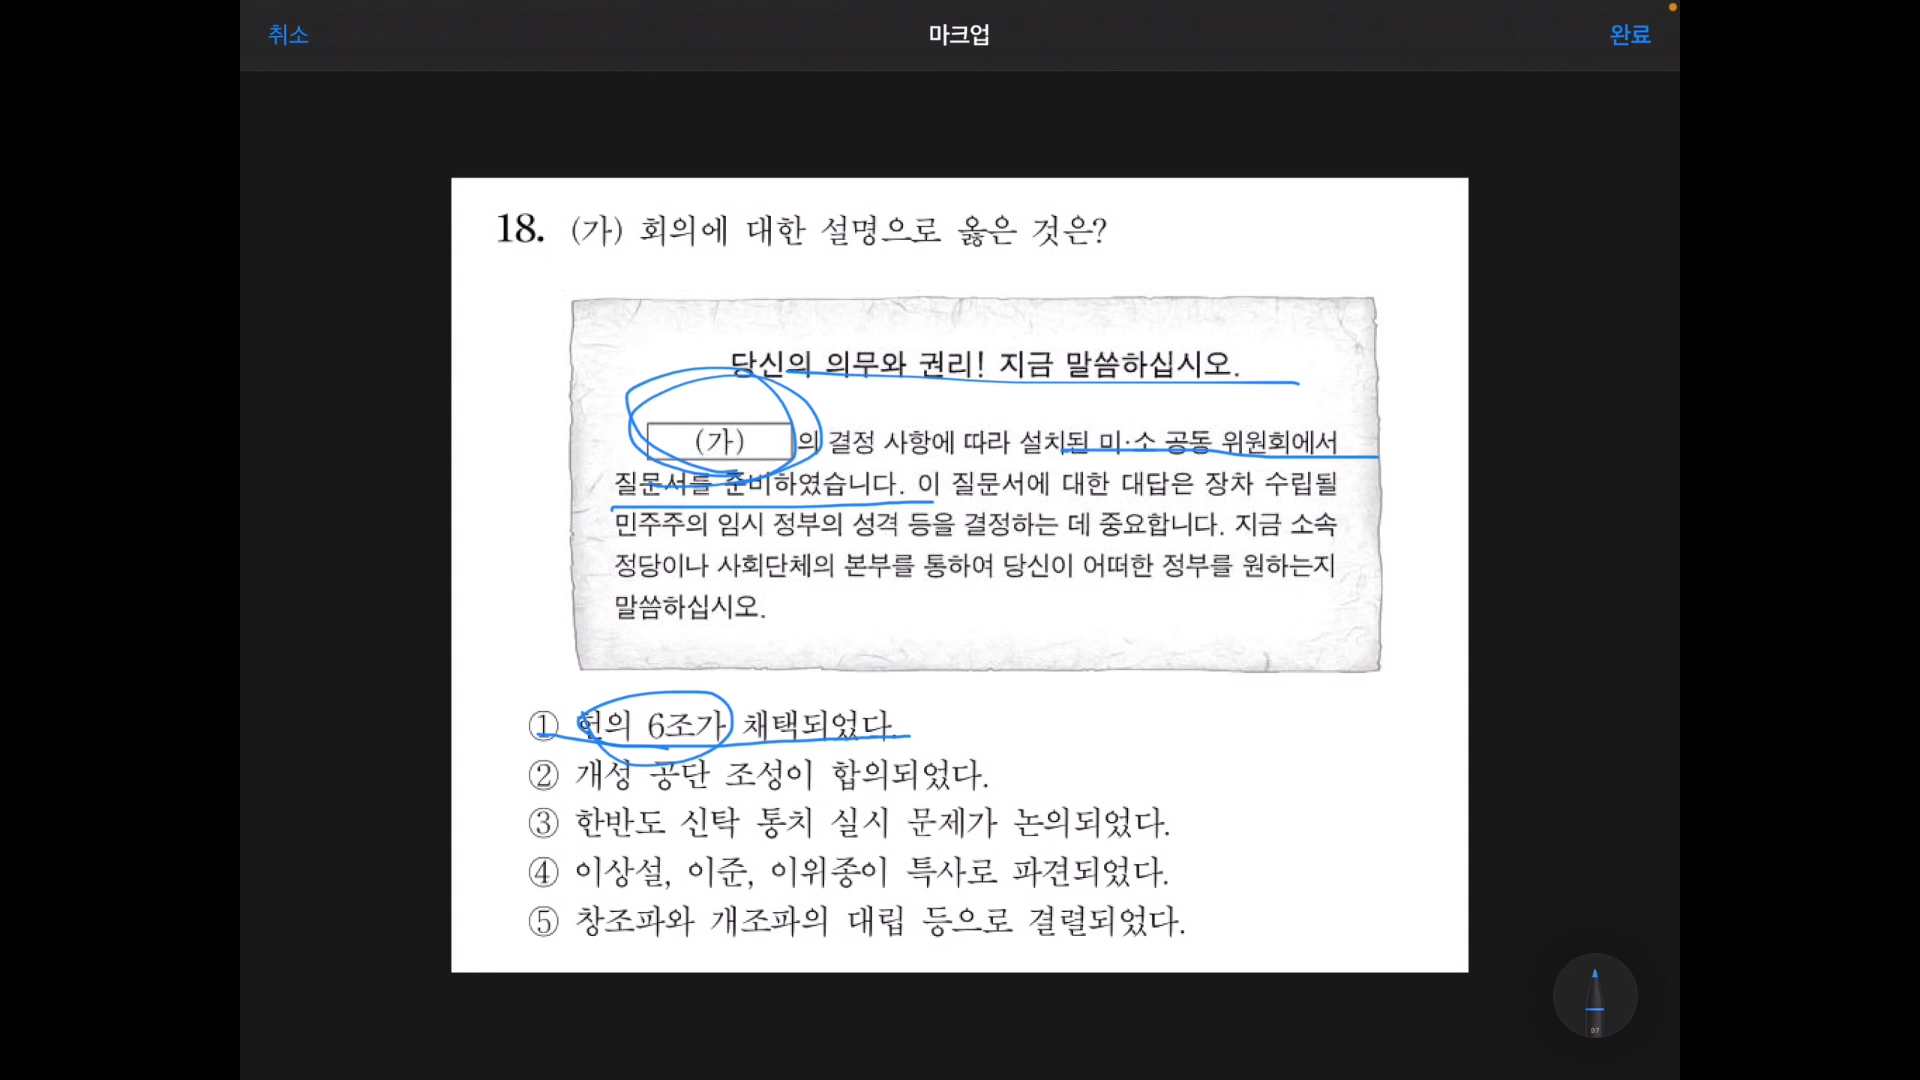 취소
마크업
완료
18. (가) 회의에 대한 설명으로 옳은 것은?
당신의 의무와 권리! 지금 말씀하십시오.
(가)의 결정 사항에 따라 설치된 미·소 공동 위원회에서
질문서를 준비하였습니다. 이 질문서에 대한 대답은 장차 수립될
민주주의 임시 정부의 성격 등을 결정하는 데 중요합니다. 지금 소속
정당이나 사회단체의 본부를 통하여 당신이 어떠한 정부를 원하는지
말씀하십시오.
① 헌의 6조가 채택되었다.
② 개성 공단 조성이 합의되었다.
③ 한반도 신탁 통치 실시 문제가 논의되었다.
④ 이상설, 이준, 이위종이 특사로 파견되었다.
⑤ 창조파와 개조파의 대립 등으로 결렬되었다.
97